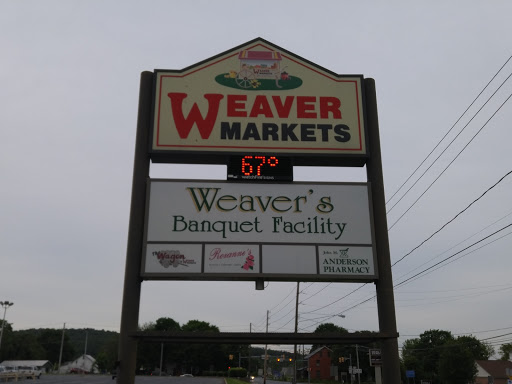 WEAVER
MARKETS
67°
Weaver's
Banquet Facility
Wagon
Roxanne's
ANDERSON
PHARMACY